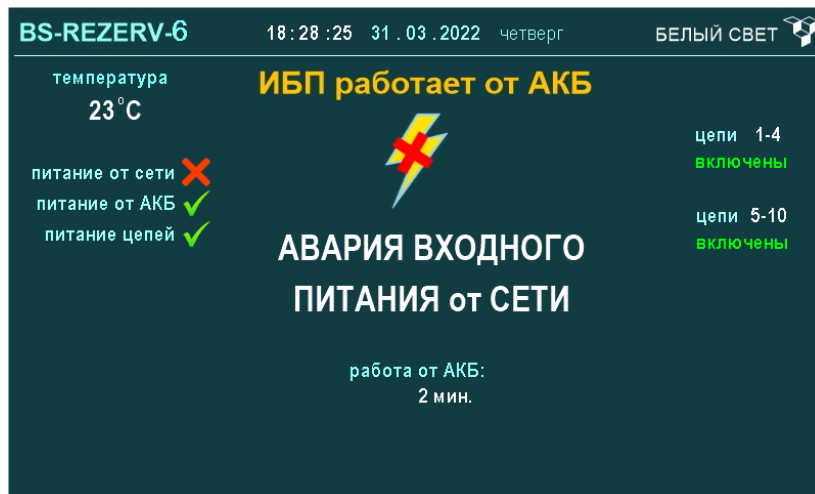 BS-REZERV-6 18:28:25 31.03.2022 четверг БЕЛЫЙ СВЕТ
температура
23°C
питание от сети
питание от АКБ
питание цепей
ИБП работает от АКБ
АВАРИЯ ВХОДНОГО
ПИТАНИЯ от СЕТИ
работа от АКБ:
2 мин.
цепи 1-4
включены
цепи 5-10
включены